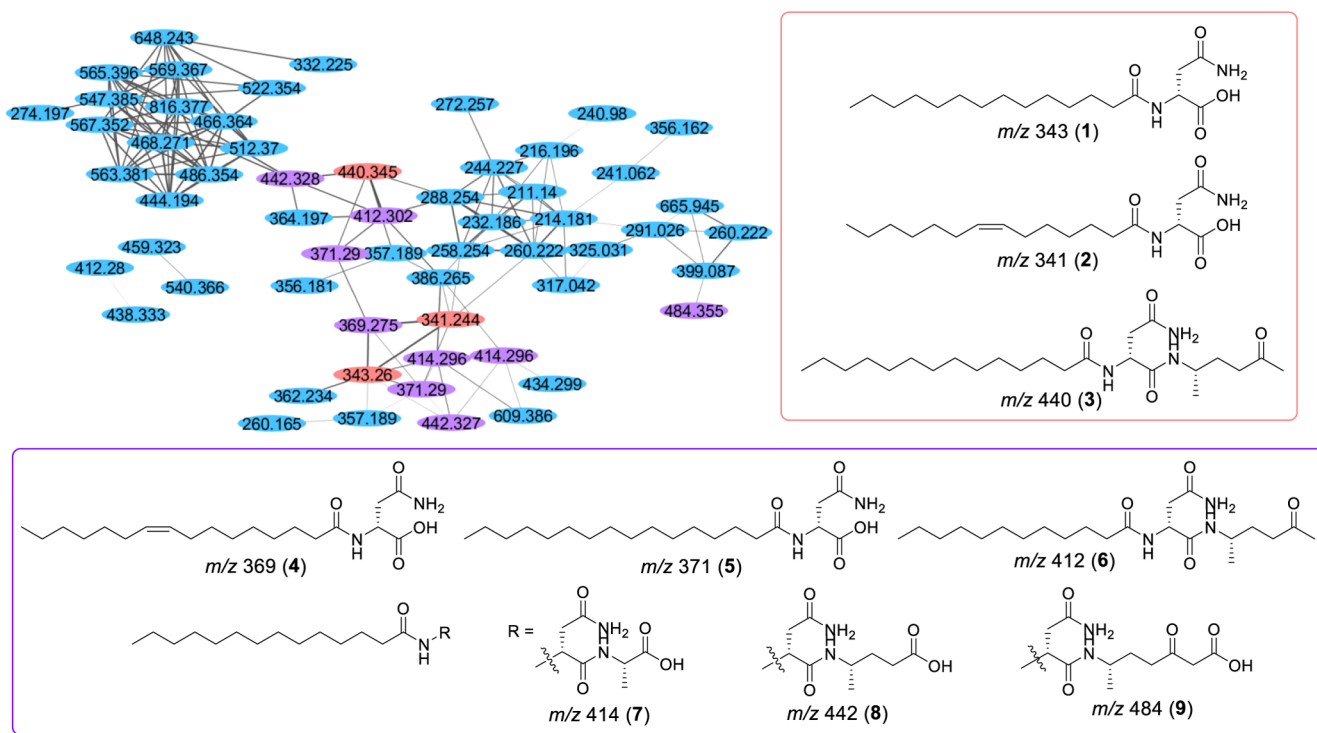 648.243
332.225
565.396
569.367
522.354
547.385
816.377
274.197
567.352
466.364
468.271
512.37
563.381
486.354
444.194
442.328
440.345
364.197
412.302
371.29
357.189
356.181
386.265
272.257
240.98
356.162
216.196
244.227
241.062
211.14
288.254
232.186
214.181
665.945
291.026
260.222
258.254
260.222
325.031
399.087
317.042
484.355
459.323
412.28
540.366
438.333
369.275
341.244
414.296
414.296
343.26
371.29
434.299
362.234
260.165
357.189
442.327
609.386
O
O
NH2
N
H
OH
O
m/z 343 (1)
O
O
NH2
N
H
OH
O
m/z 341 (2)
O
O
NH2
H
N
N
H
O
O
m/z 440 (3)
O
O
NH2
N
H
OH
O
m/z 369 (4)
O
O
NH2
N
H
OH
O
m/z 371 (5)
O
O
NH2
H
N
N
H
O
O
m/z 412 (6)
O
N
H
R
R =
O
NH2
H
N
O
O
OH
m/z 414 (7)
O
NH2
H
N
O
O
OH
m/z 442 (8)
O
NH2
H
N
O
O
O
OH
m/z 484 (9)